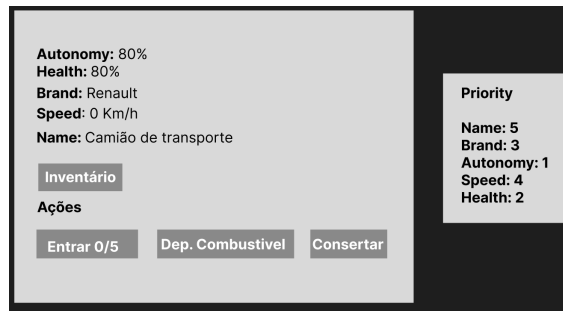 Autonomy: 80%
Health: 80%
Brand: Renault
Speed: 0 Km/h
Name: Camião de transporte
Inventário
Ações
Entrar 0/5
Dep. Combustivel
Consertar
Priority
Name: 5
Brand: 3
Autonomy: 1
Speed: 4
Health: 2